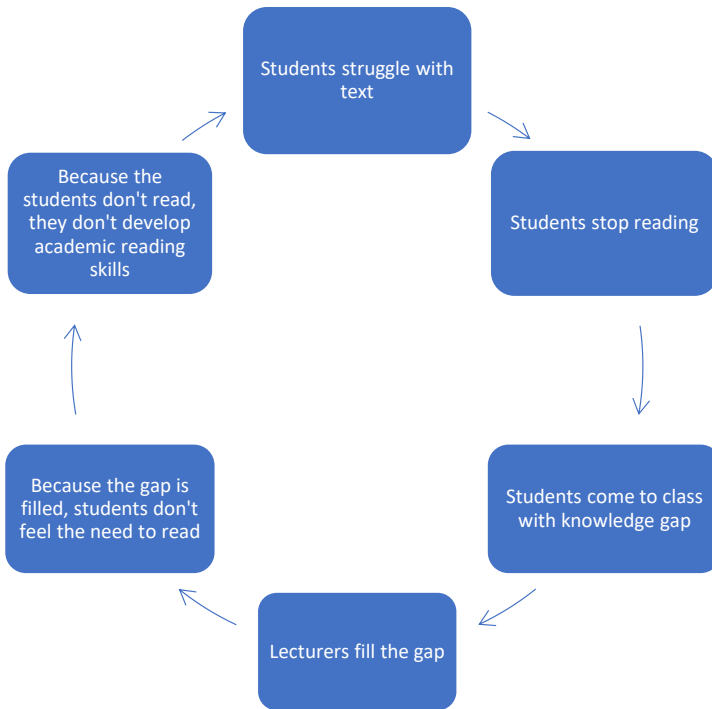 Students struggle with
text
Students stop reading
Students come to class
with knowledge gap
Lecturers fill the gap
Because the gap is
filled, students don't
feel the need to read
Because the
students don't read,
they don't develop
academic reading
skills